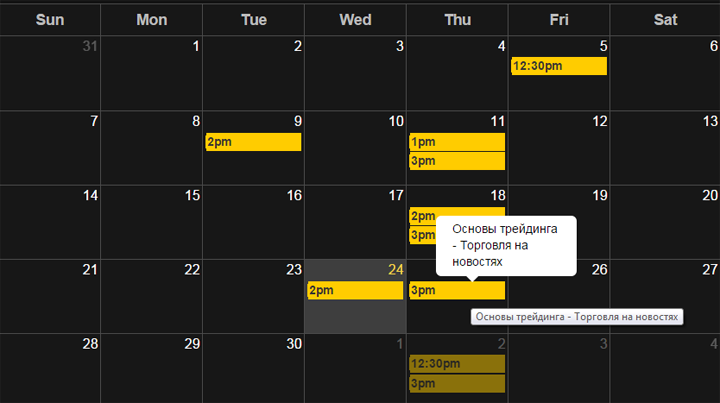 Sun Mon Tue Wed Thu Fri Sat
31 1 2 3 4 5 6
12:30pm
7 8 9 10 11 12 13
2pm 1pm
3pm
14 15 16 17 18 19 20
2pm
3pm
Основы трейдинга
- Торговля на
новостях
21 22 23 24 26 27
2pm 3pm
Основы трейдинга - Торговля на новостях
28 29 30 1 2 3 4
12:30pm
3pm